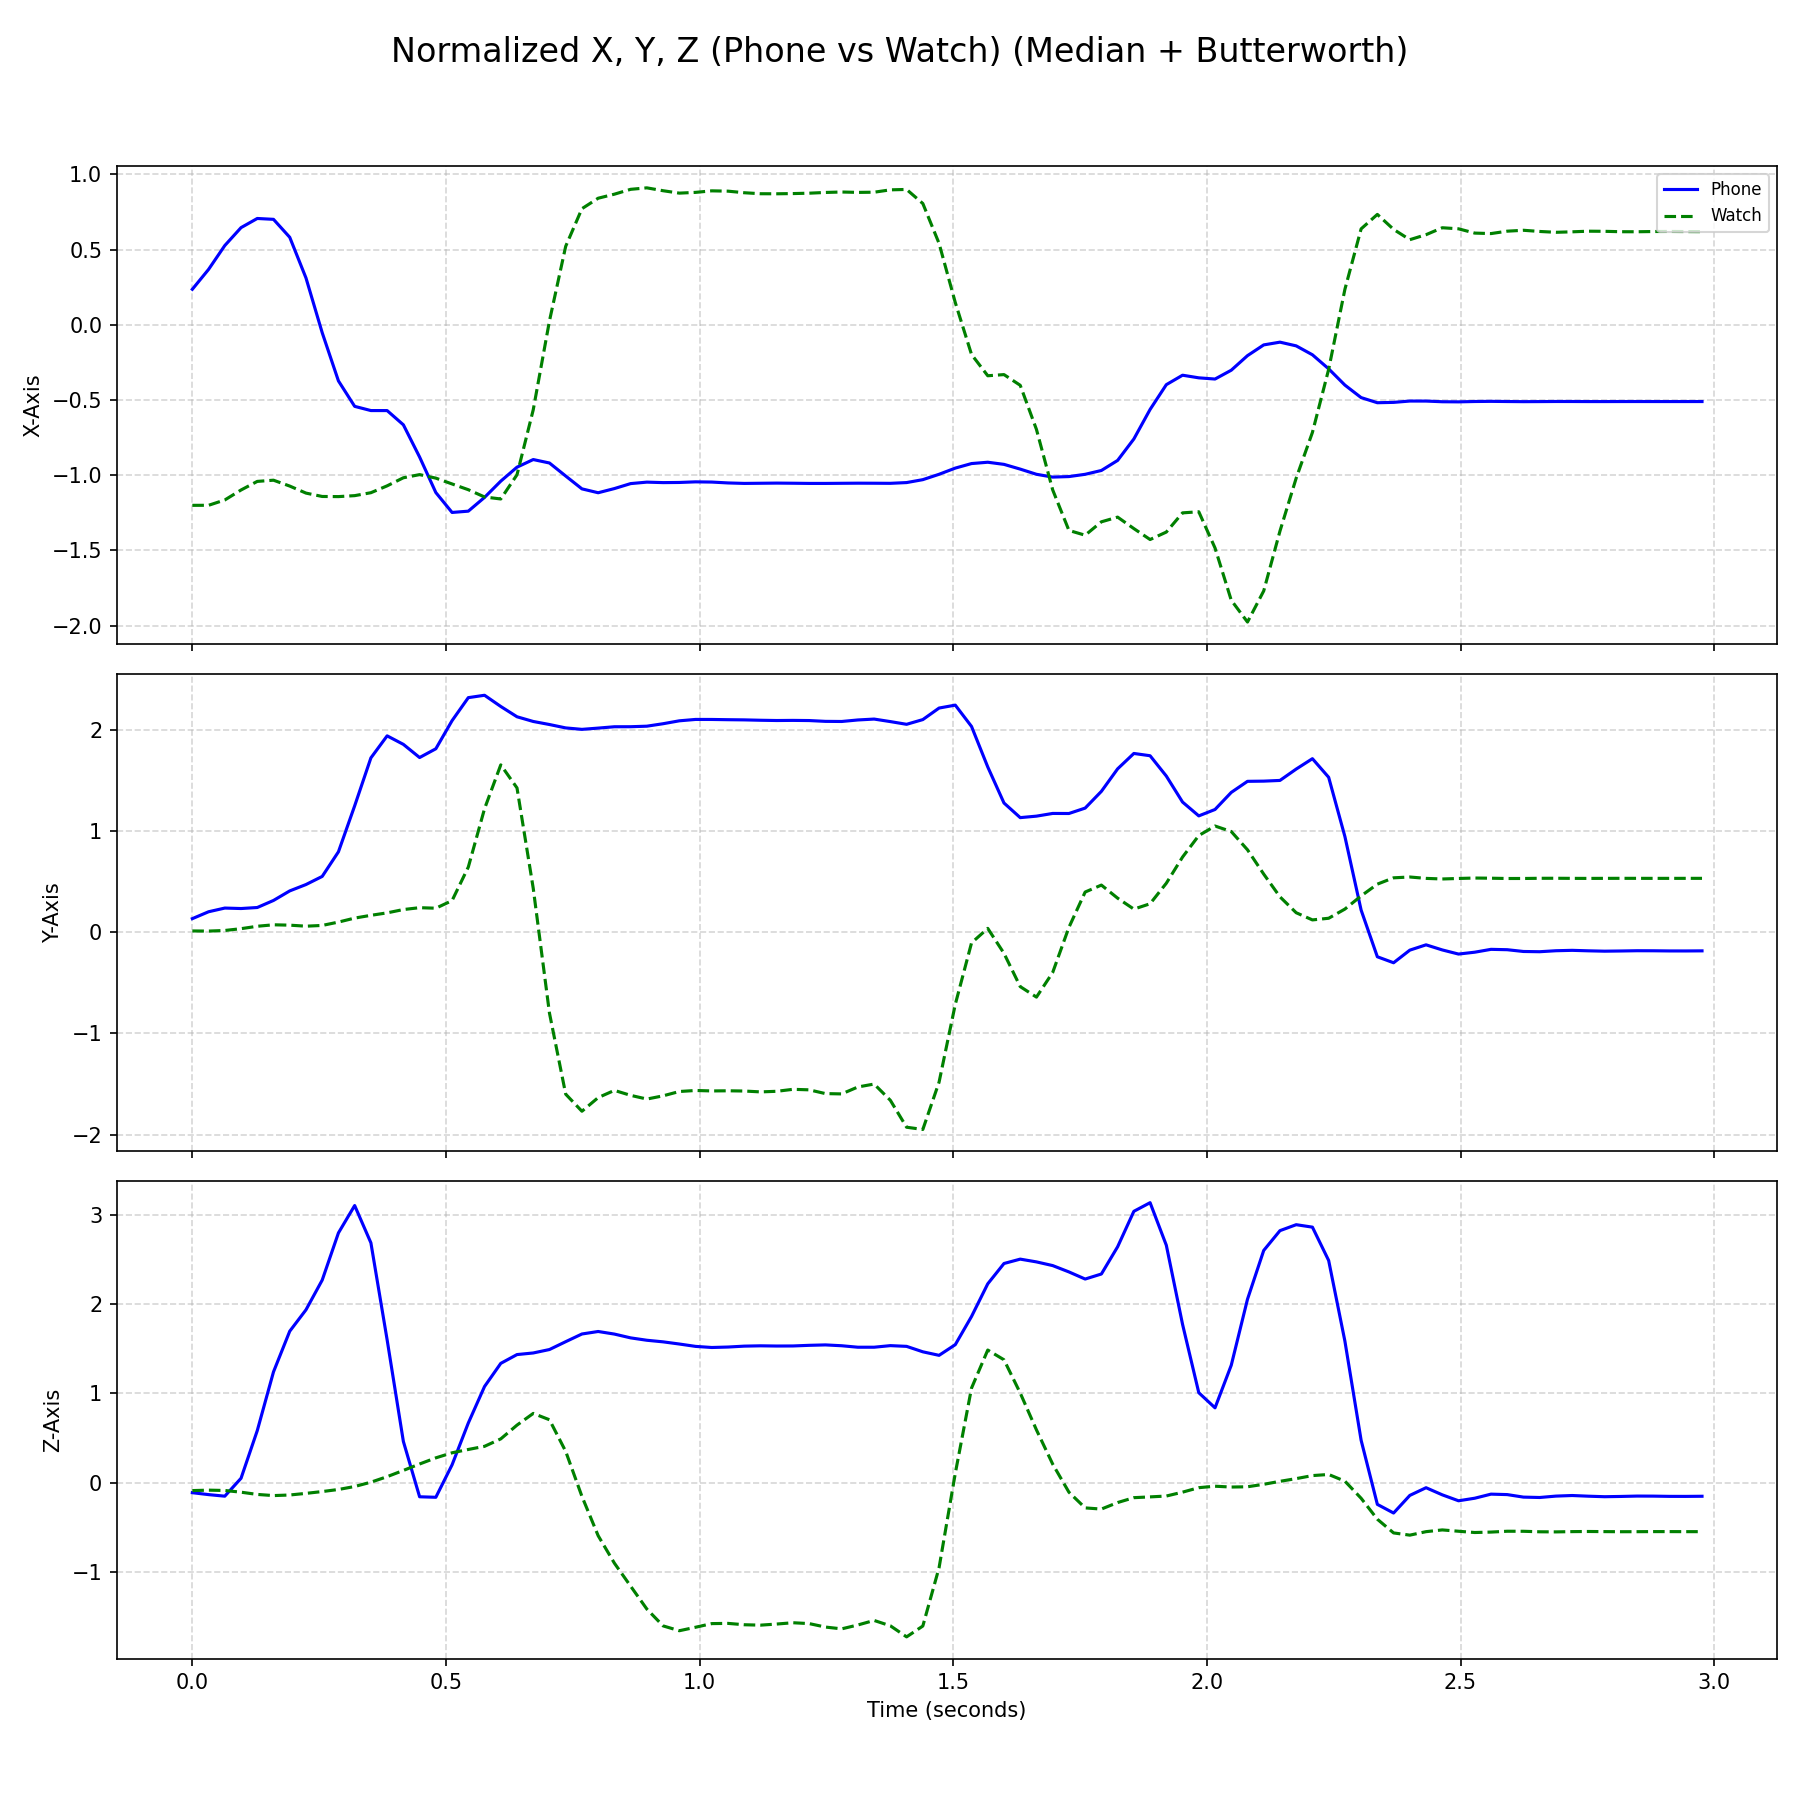 Normalized X, Y, Z (Phone vs Watch) (Median + Butterworth)
Phone
Watch
X-Axis
1.0
0.5
0.0
−0.5
−1.0
−1.5
−2.0
Y-Axis
2
1
0
−1
−2
Z-Axis
3
2
1
0
−1
0.0 0.5 1.0 1.5 2.0 2.5 3.0
Time (seconds)